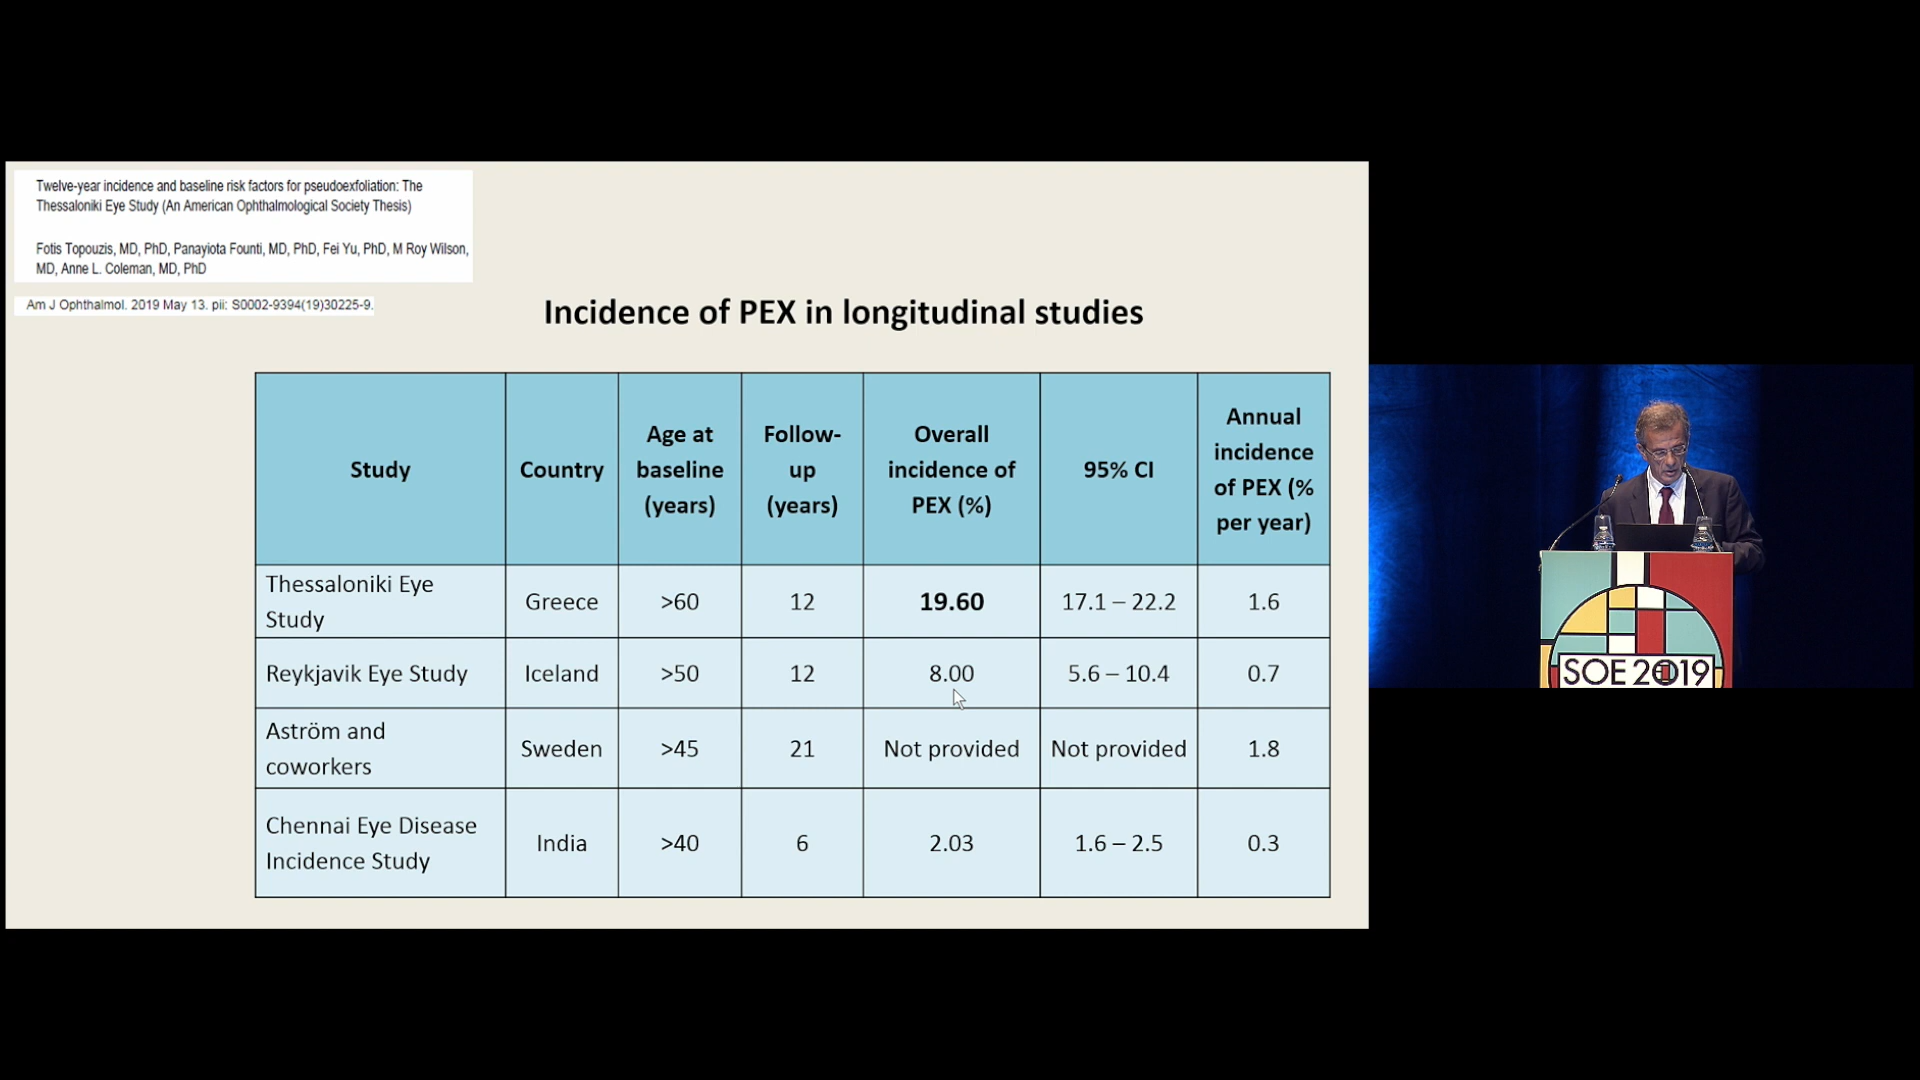 Twelve-year incidence and baseline risk factors for pseudoexfoliation: The
Thessaloniki Eye Study (An American Ophthalmological Society Thesis)
Fotis Topouzis, MD, PhD, Panayiota Founti, MD, PhD, Fei Yu, PhD, M Roy Wilson,
MD, Anne L. Coleman, MD, PhD
Am J Ophthalmol. 2019 May 13. pii: S0002-9394(19)30225-9.
Incidence of PEX in longitudinal studies
Study
Country
Age at
baseline
(years)
Follow-
up
(years)
Overall
incidence of
PEX (%)
95% CI
Annual
incidence
of PEX (%
per year)
Thessaloniki Eye
Study
Greece
>60
12
19.60
17.1 – 22.2
1.6
Reykjavik Eye Study
Iceland
>50
12
8.00
5.6 – 10.4
0.7
Aström and
coworkers
Sweden
>45
21
Not provided
Not provided
1.8
Chennai Eye Disease
Incidence Study
India
>40
6
2.03
1.6 – 2.5
0.3
SOE 2019